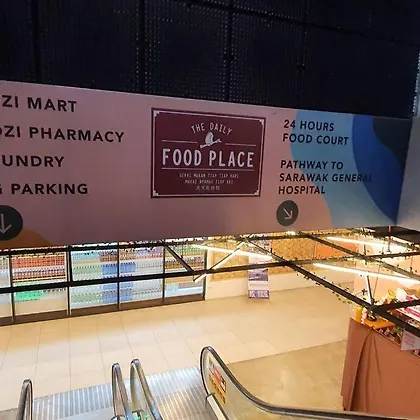 ZI MART
OZI PHARMACY
UNDRY
G PARKING
THE DAILY
FOOD PLACE
24 HOURS
FOOD COURT
PATHWAY TO
SARAWAK GENERAL
HOSPITAL